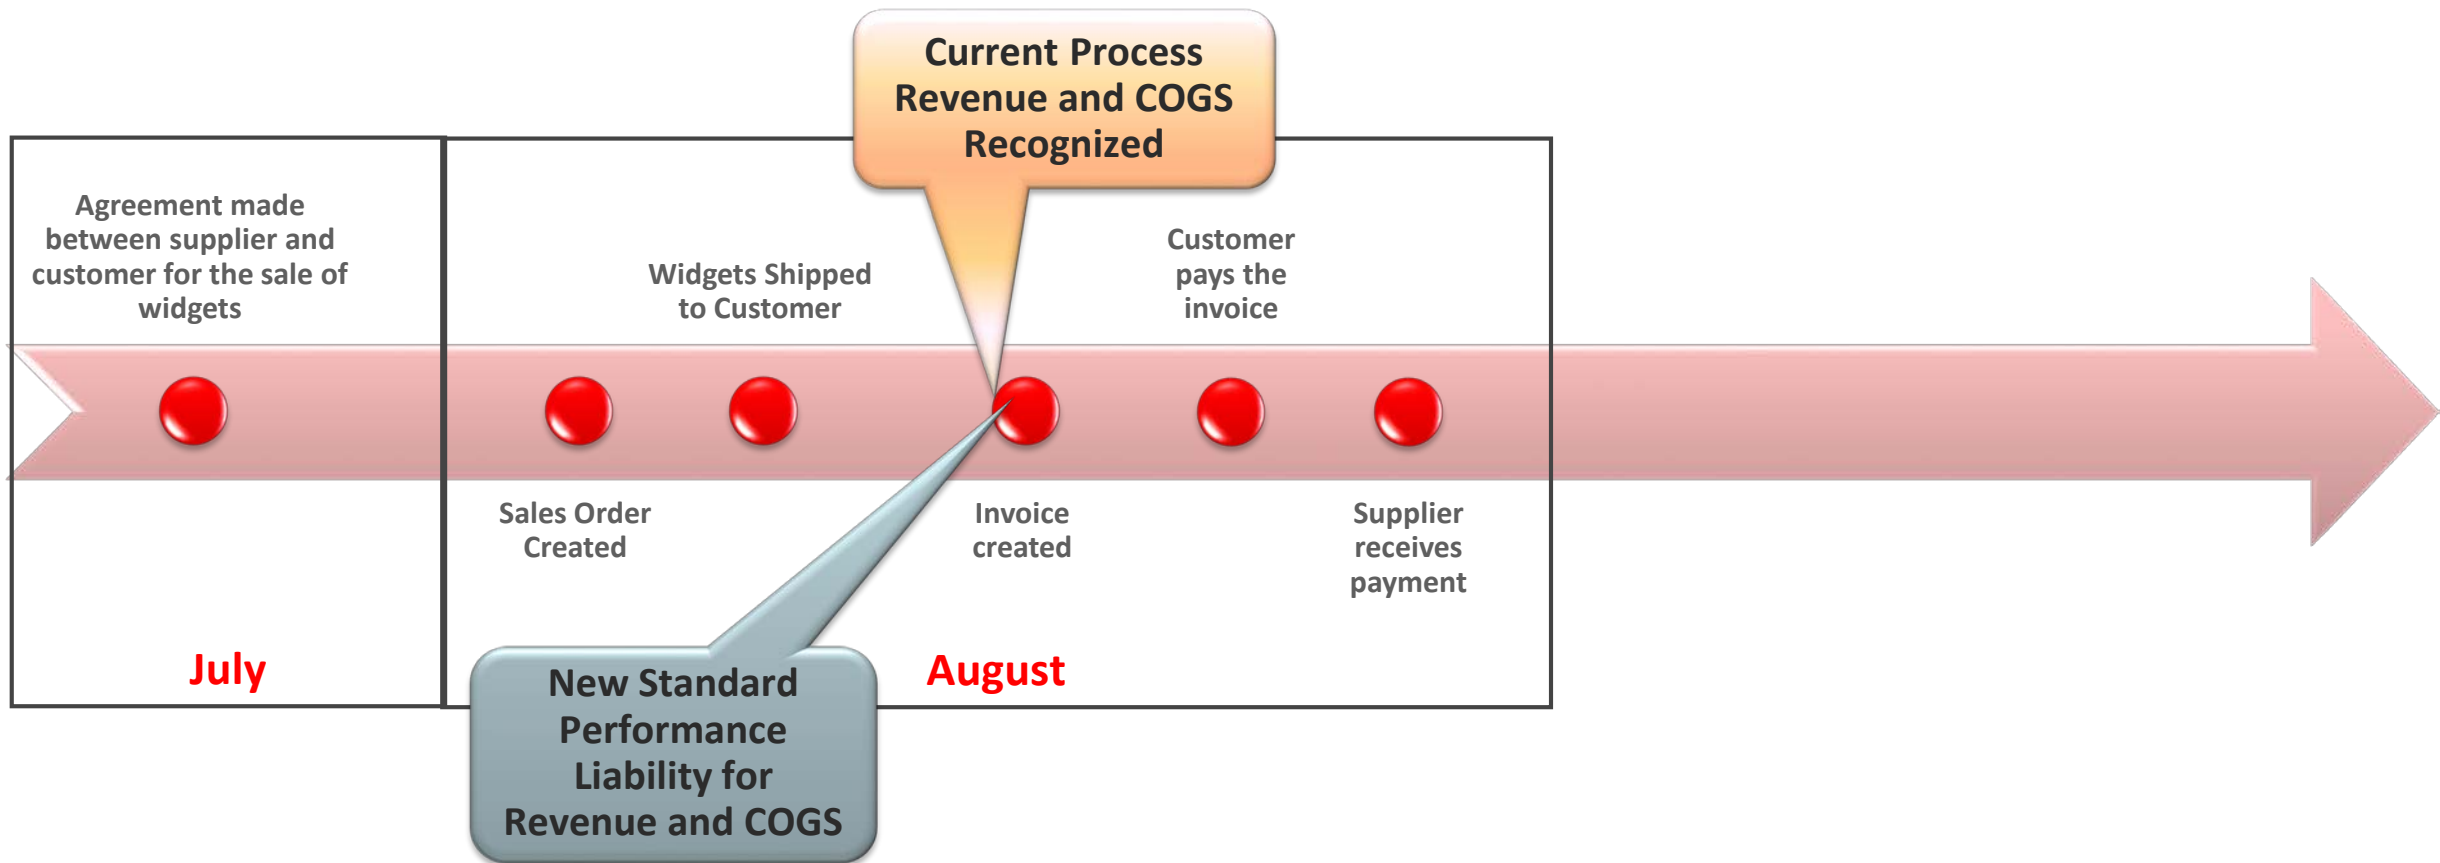 Current Process
Revenue and COGS
Recognized
Agreement made
between supplier and
customer for the sale of
widgets
Widgets Shipped
to Customer
Customer
pays the
invoice
Sales Order
Created
Invoice
created
Supplier
receives
payment
July
August
New Standard
Performance
Liability for
Revenue and COGS